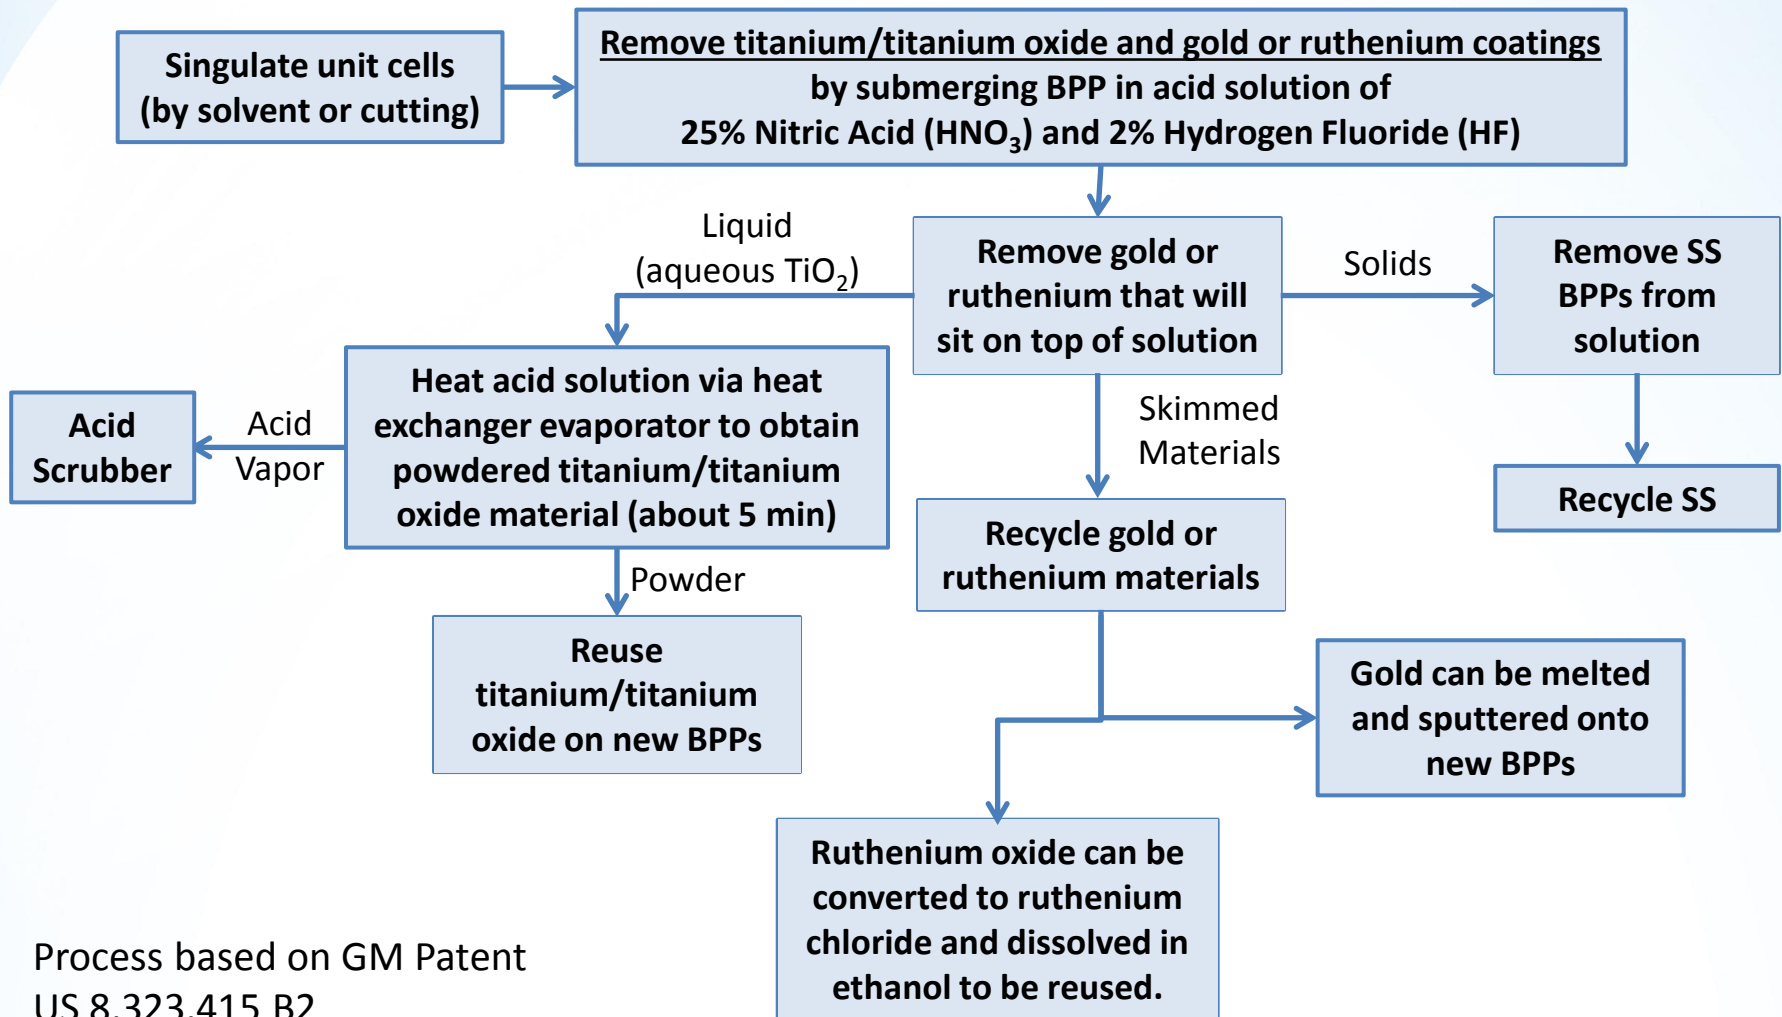 Singulate unit cells
(by solvent or cutting)
Remove titanium/titanium oxide and gold or ruthenium coatings
by submerging BPP in acid solution of
25% Nitric Acid (HNO₃) and 2% Hydrogen Fluoride (HF)
Liquid
(aqueous TiO₂)
Remove gold or
ruthenium that will
sit on top of solution
Solids
Remove SS
BPPs from
solution
Acid
Scrubber
Acid
Vapor
Heat acid solution via heat
exchanger evaporator to obtain
powdered titanium/titanium
oxide material (about 5 min)
Skimmed
Materials
Recycle SS
Recycle gold or
ruthenium materials
Powder
Reuse
titanium/titanium
oxide on new BPPs
Gold can be melted
and sputtered onto
new BPPs
Ruthenium oxide can be
converted to ruthenium
chloride and dissolved in
ethanol to be reused.
Process based on GM Patent
US 8,323,415 B2